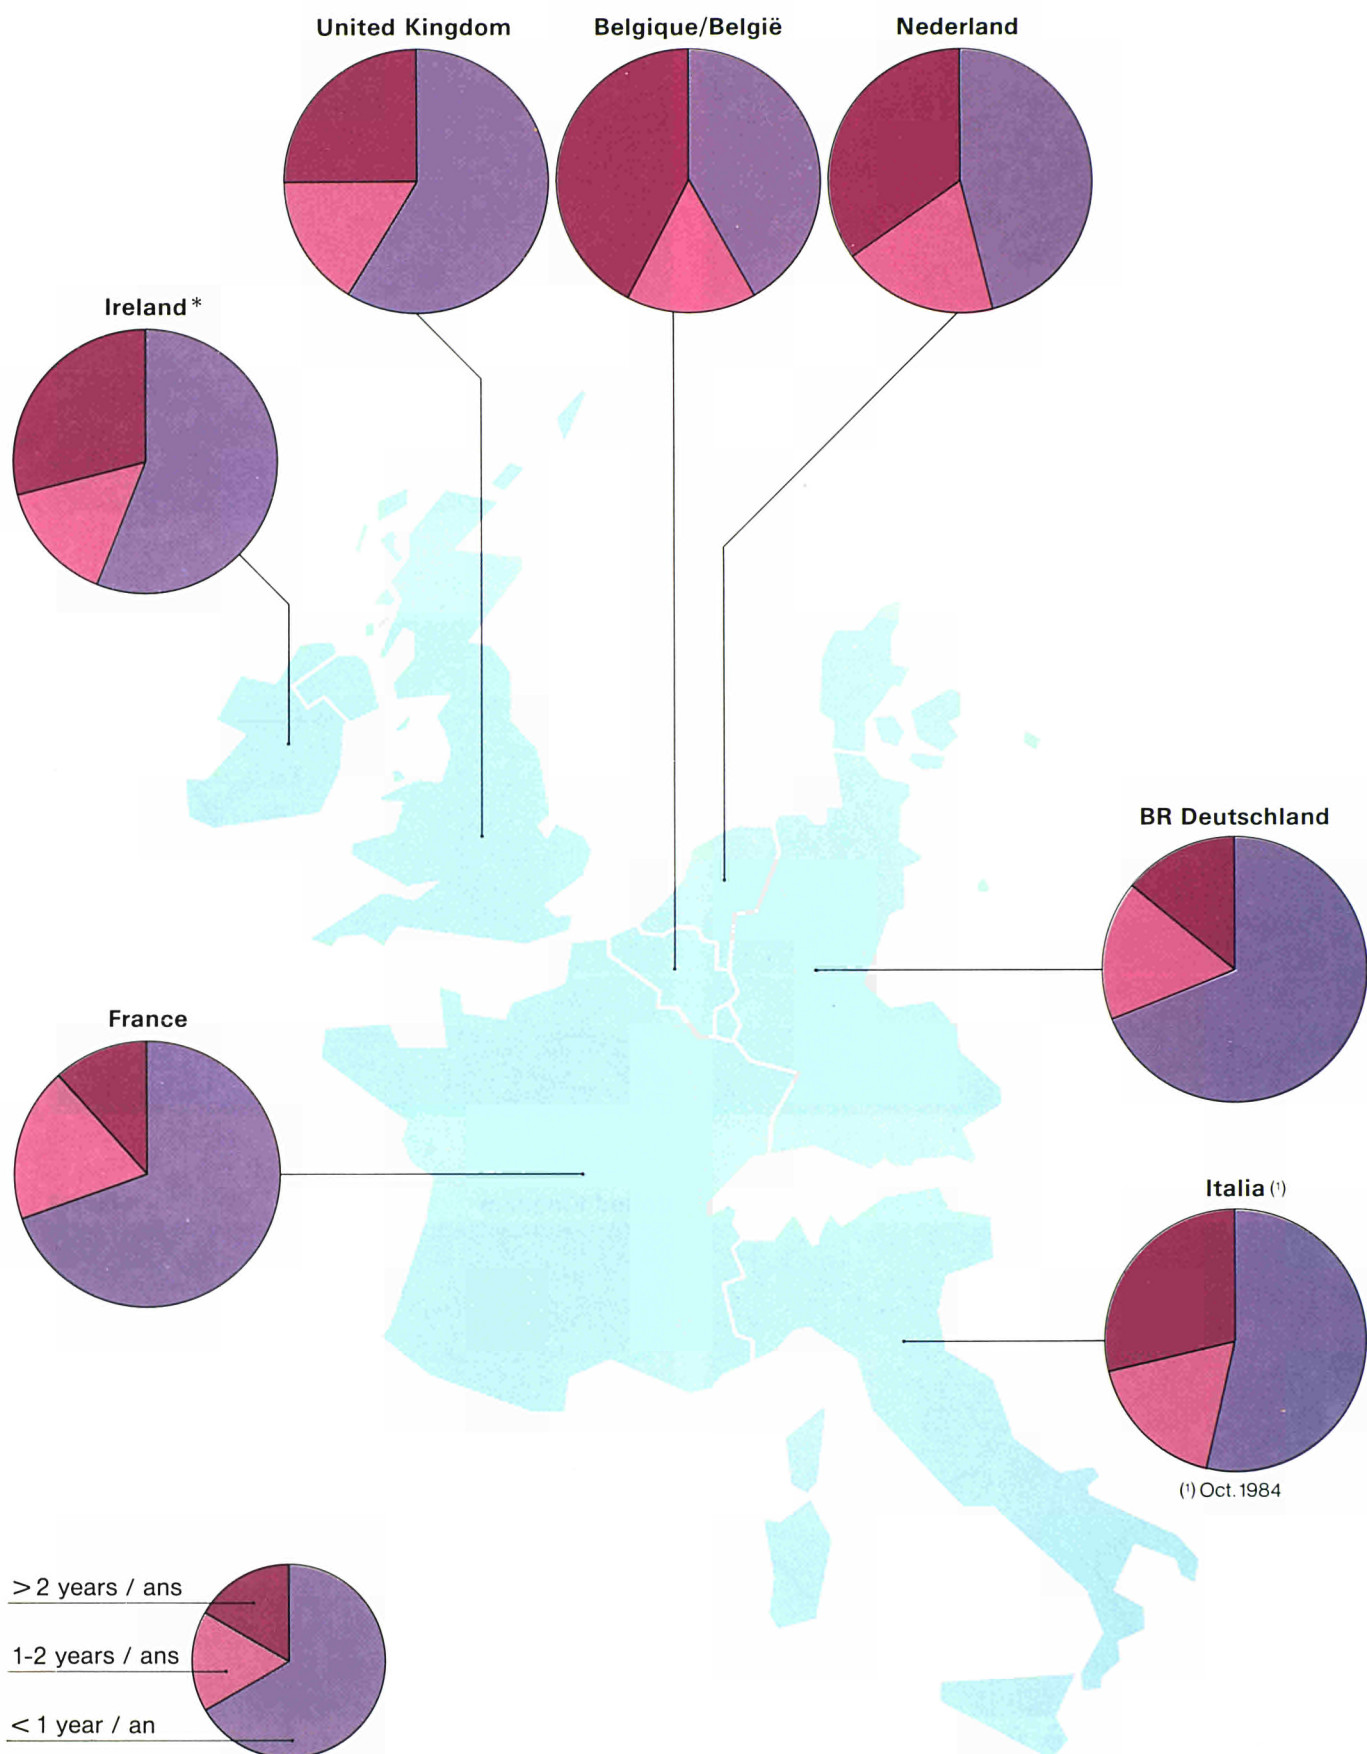 United Kingdom
Belgique/België
Nederland
Ireland*
BR Deutschland
France
Italia (¹)
(¹) Oct. 1984
> 2 years / ans
1-2 years / ans
< 1 year / an